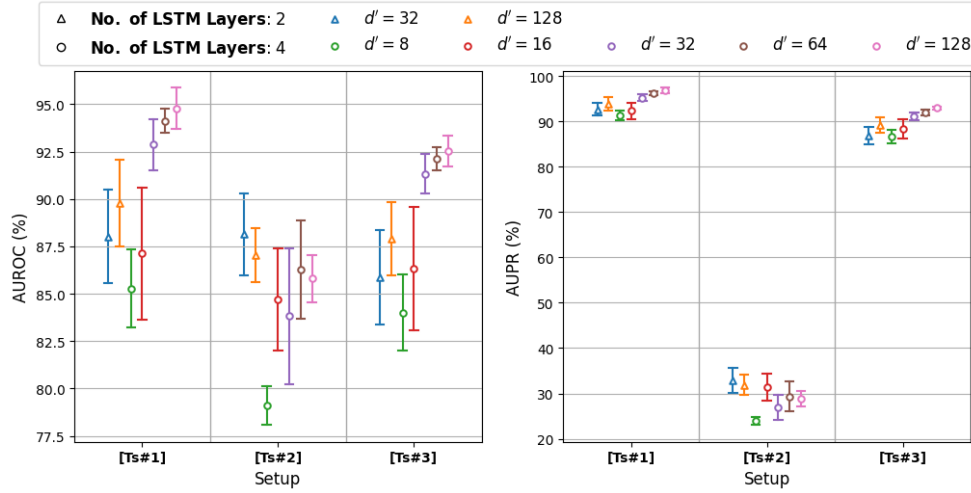 No. of LSTM Layers: 2 d′ = 32 d′ = 128
No. of LSTM Layers: 4 d′ = 8 d′ = 16 d′ = 32 d′ = 64 d′ = 128
AUROC (%)
95.0
92.5
90.0
87.5
85.0
82.5
80.0
77.5
[Ts#1] [Ts#2] [Ts#3]
Setup
AUPR (%)
100
90
80
70
60
50
40
30
20
[Ts#1] [Ts#2] [Ts#3]
Setup